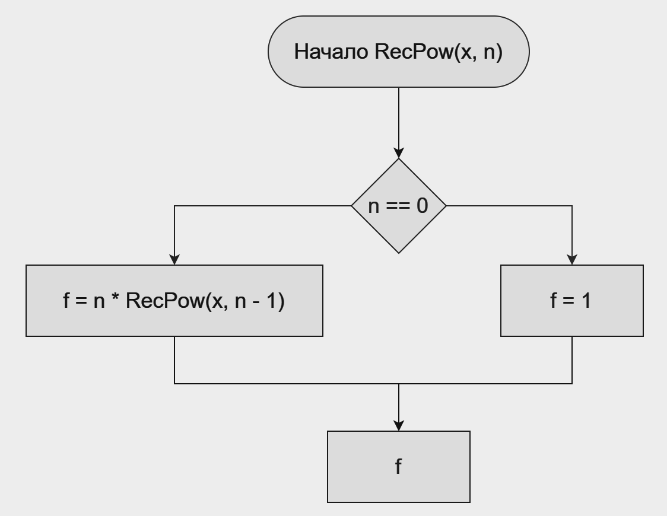 Начало RecPow(x, n)
n == 0
f = n * RecPow(x, n - 1)
f = 1
f